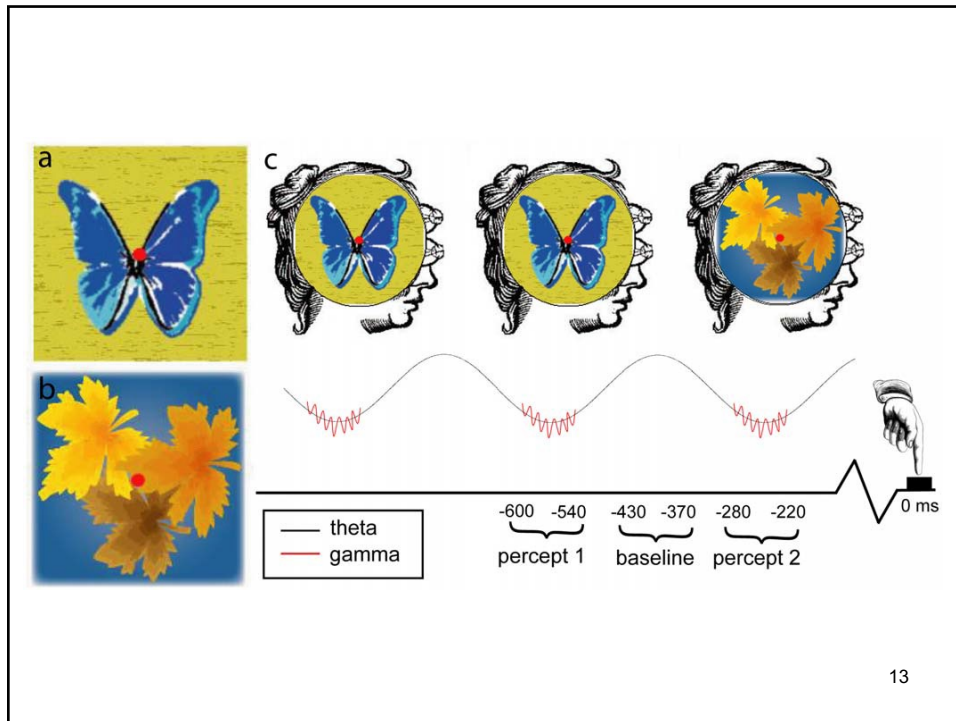 a
c
b
theta
gamma
-600 -540 -430 -370 -280 -220 0 ms
percept 1 baseline percept 2
13